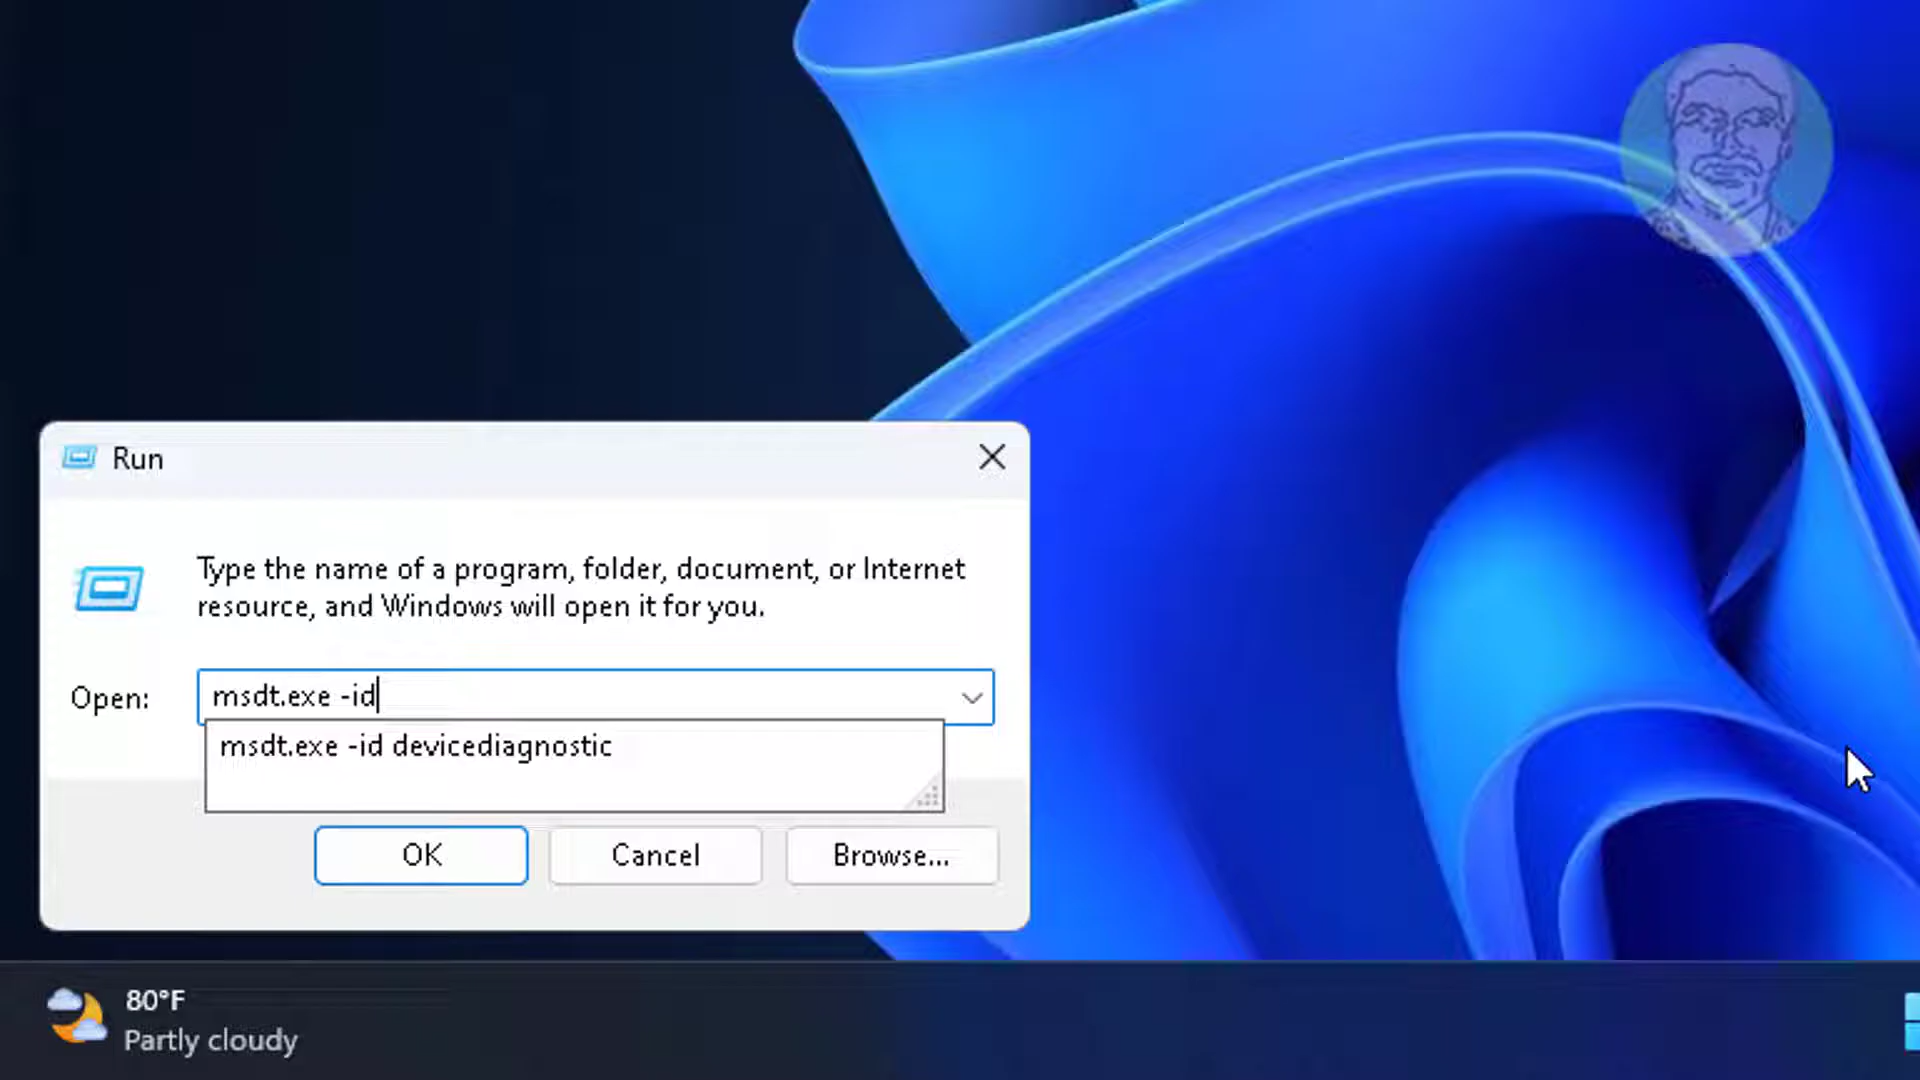 Run
Type the name of a program, folder, document, or Internet
resource, and Windows will open it for you.
Open:
msdt.exe -id
msdt.exe -id devicediagnostic
OK
Cancel
Browse...
80°F
Partly cloudy